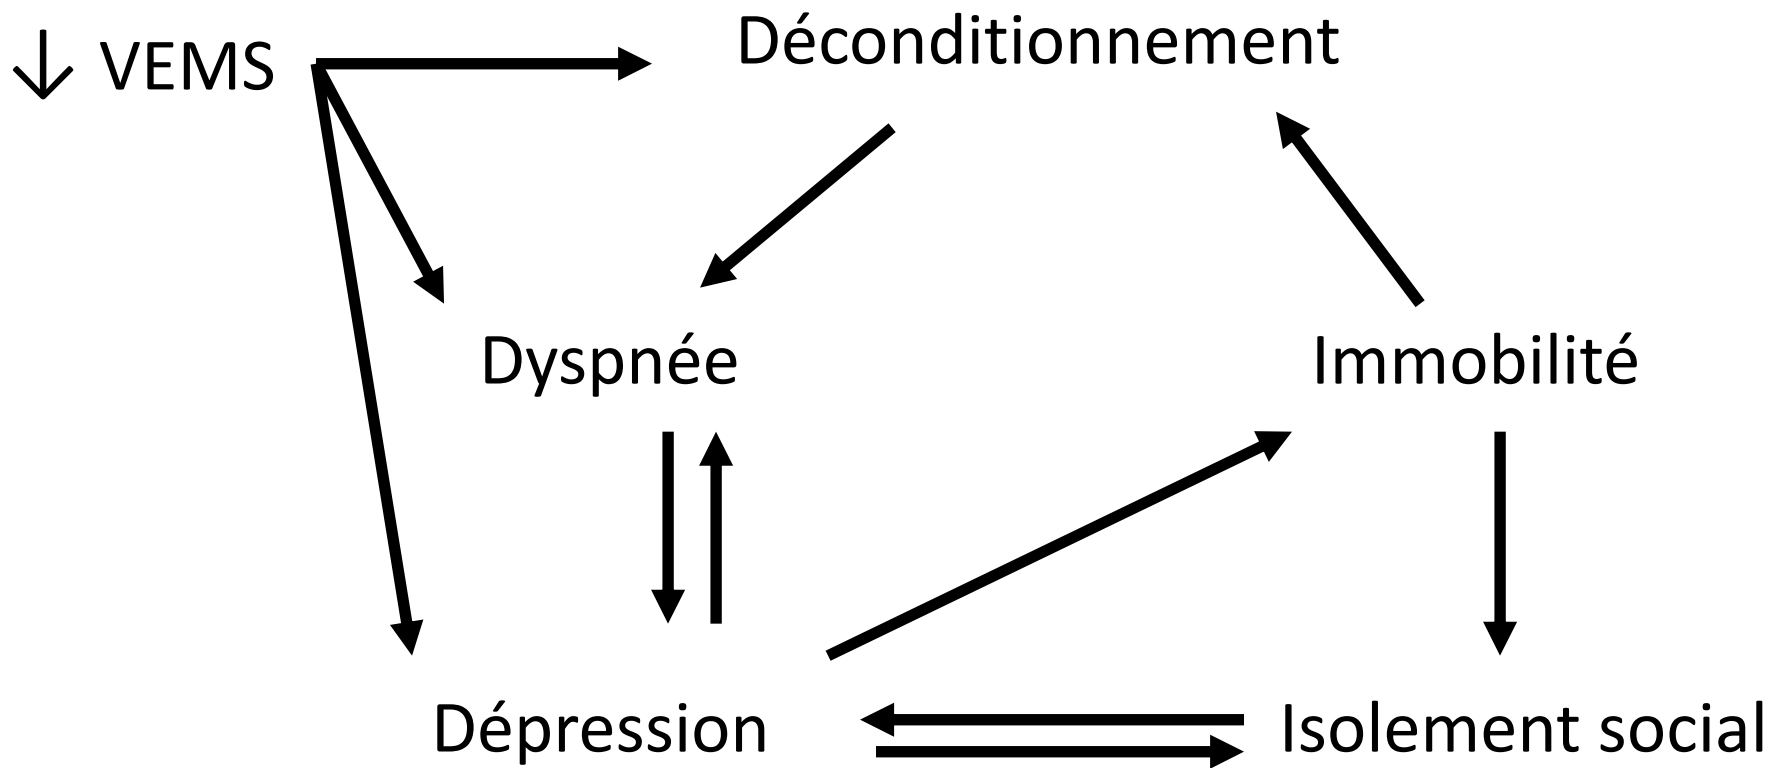 ↓ VEMS
Déconditionnement
Dyspnée
Immobilité
Dépression
Isolement social